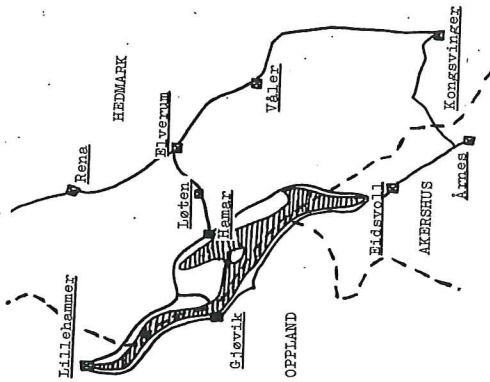 Lillehammer
Rena
HEDMARK
Elverum
Løten
Hamar
Våler
Gjøvik
OPPLAND
Eidsvoll
AKERSHUS
Kongsvinger
Årnes